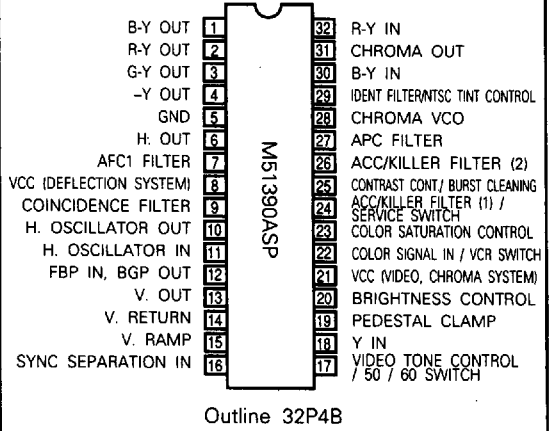 B-Y OUT 1
R-Y OUT 2
G-Y OUT 3
-Y OUT 4
GND 5
H. OUT 6
AFC1 FILTER 7
VCC (DEFLECTION SYSTEM) 8
COINCIDENCE FILTER 9
H. OSCILLATOR OUT 10
H. OSCILLATOR IN 11
FBP IN, BGP OUT 12
V. OUT 13
V. RETURN 14
V. RAMP 15
SYNC SEPARATION IN 16
M51390ASP
32 R-Y IN
31 CHROMA OUT
30 B-Y IN
29 IDENT FILTER/NTSC TINT CONTROL
28 CHROMA VCO
27 APC FILTER
26 ACC/KILLER FILTER (2)
25 CONTRAST CONT./ BURST CLEANING
24 ACC/KILLER FILTER (1) /
SERVICE SWITCH
23 COLOR SATURATION CONTROL
22 COLOR SIGNAL IN / VCR SWITCH
21 VCC (VIDEO, CHROMA SYSTEM)
20 BRIGHTNESS CONTROL
19 PEDESTAL CLAMP
18 Y IN
17 VIDEO TONE CONTROL
/ 50 / 60 SWITCH
Outline 32P4B